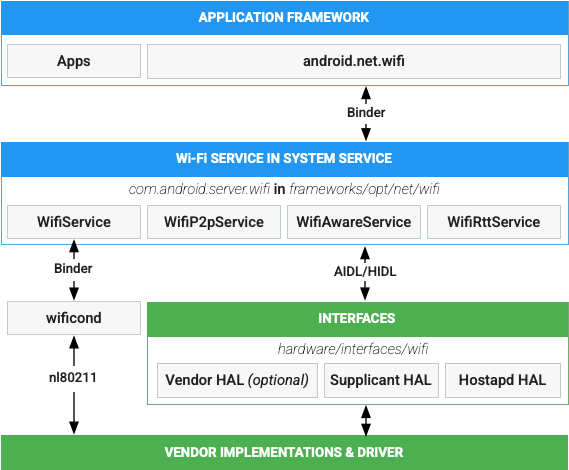 APPLICATION FRAMEWORK
Apps
android.net.wifi
Binder
Wi-Fi SERVICE IN SYSTEM SERVICE
com.android.server.wifi in frameworks/opt/net/wifi
WifiService
WifiP2pService
WifiAwareService
WifiRttService
Binder
AIDL/HIDL
wificond
INTERFACES
hardware/interfaces/wifi
nl80211
Vendor HAL (optional)
Supplicant HAL
Hostapd HAL
VENDOR IMPLEMENTATIONS & DRIVER